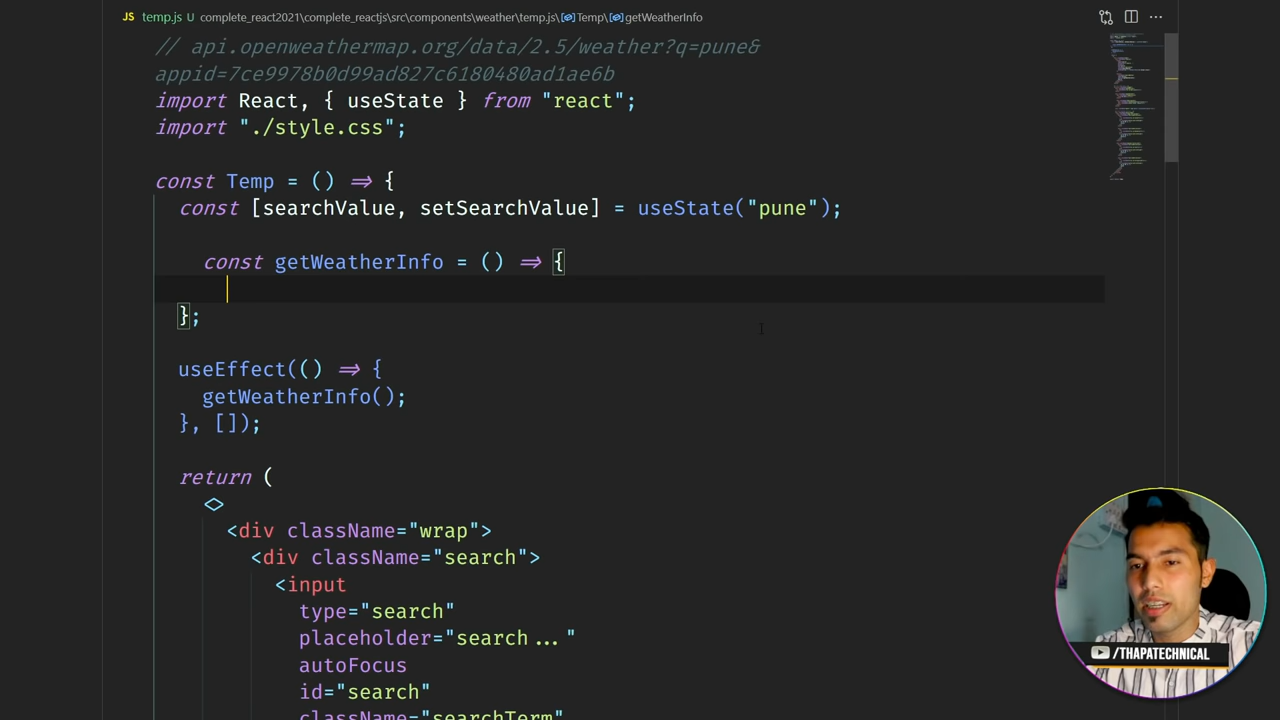 JS temp.js U complete_react2021\complete_reactjs\src\components\weather\temp.js\Temp\getWeatherInfo
// api.openweathermap.org/data/2.5/weather?q=pune&
appid=7ce9978b0d99ad827c6180480ad1ae6b
import React, { useState } from "react";
import "./style.css";
const Temp = () => {
const [searchValue, setSearchValue] = useState("pune");
const getWeatherInfo = () => {
};
useEffect(() => {
getWeatherInfo();
}, []);
return (
<>
<div className="wrap">
<div className="search">
<input
type="search"
placeholder="search..."
autoFocus
id="search"
className="searchTerm"
/THAPATECHNICAL